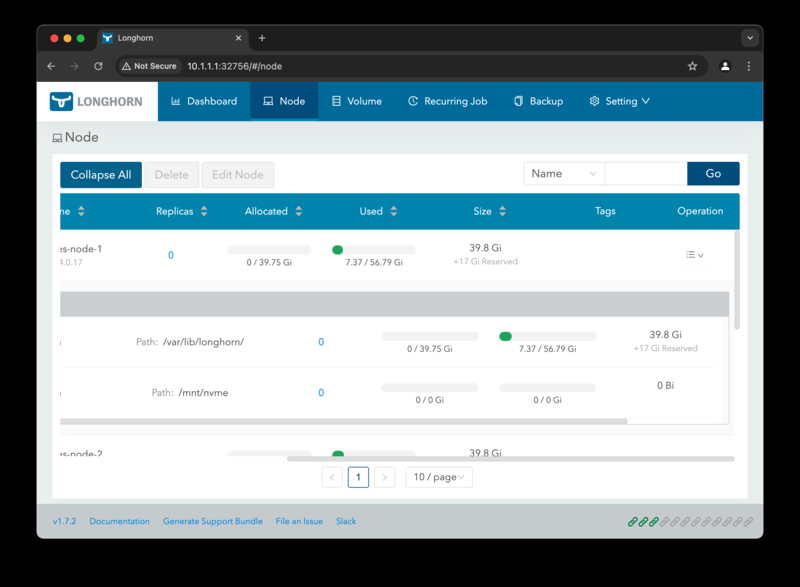 Longhorn
Not Secure 10.1.1.1:32756/#/node
LONGHORN Dashboard Node Volume Recurring Job Backup Setting
Node
Collapse All Delete Edit Node Name Go
me Replicas Allocated Used Size Tags Operation
es-node-1 0 0 / 39.75 Gi 7.37 / 56.79 Gi 39.8 Gi
4.0.17 +17 Gi Reserved
Path: /var/lib/longhorn/ 0 0 / 39.75 Gi 7.37 / 56.79 Gi 39.8 Gi
+17 Gi Reserved
Path: /mnt/nvme 0 0 / 0 Gi 0 / 0 Gi 0 Bi
es-node-2 39.8 Gi
1 10 / page
v1.7.2 Documentation Generate Support Bundle File an Issue Slack